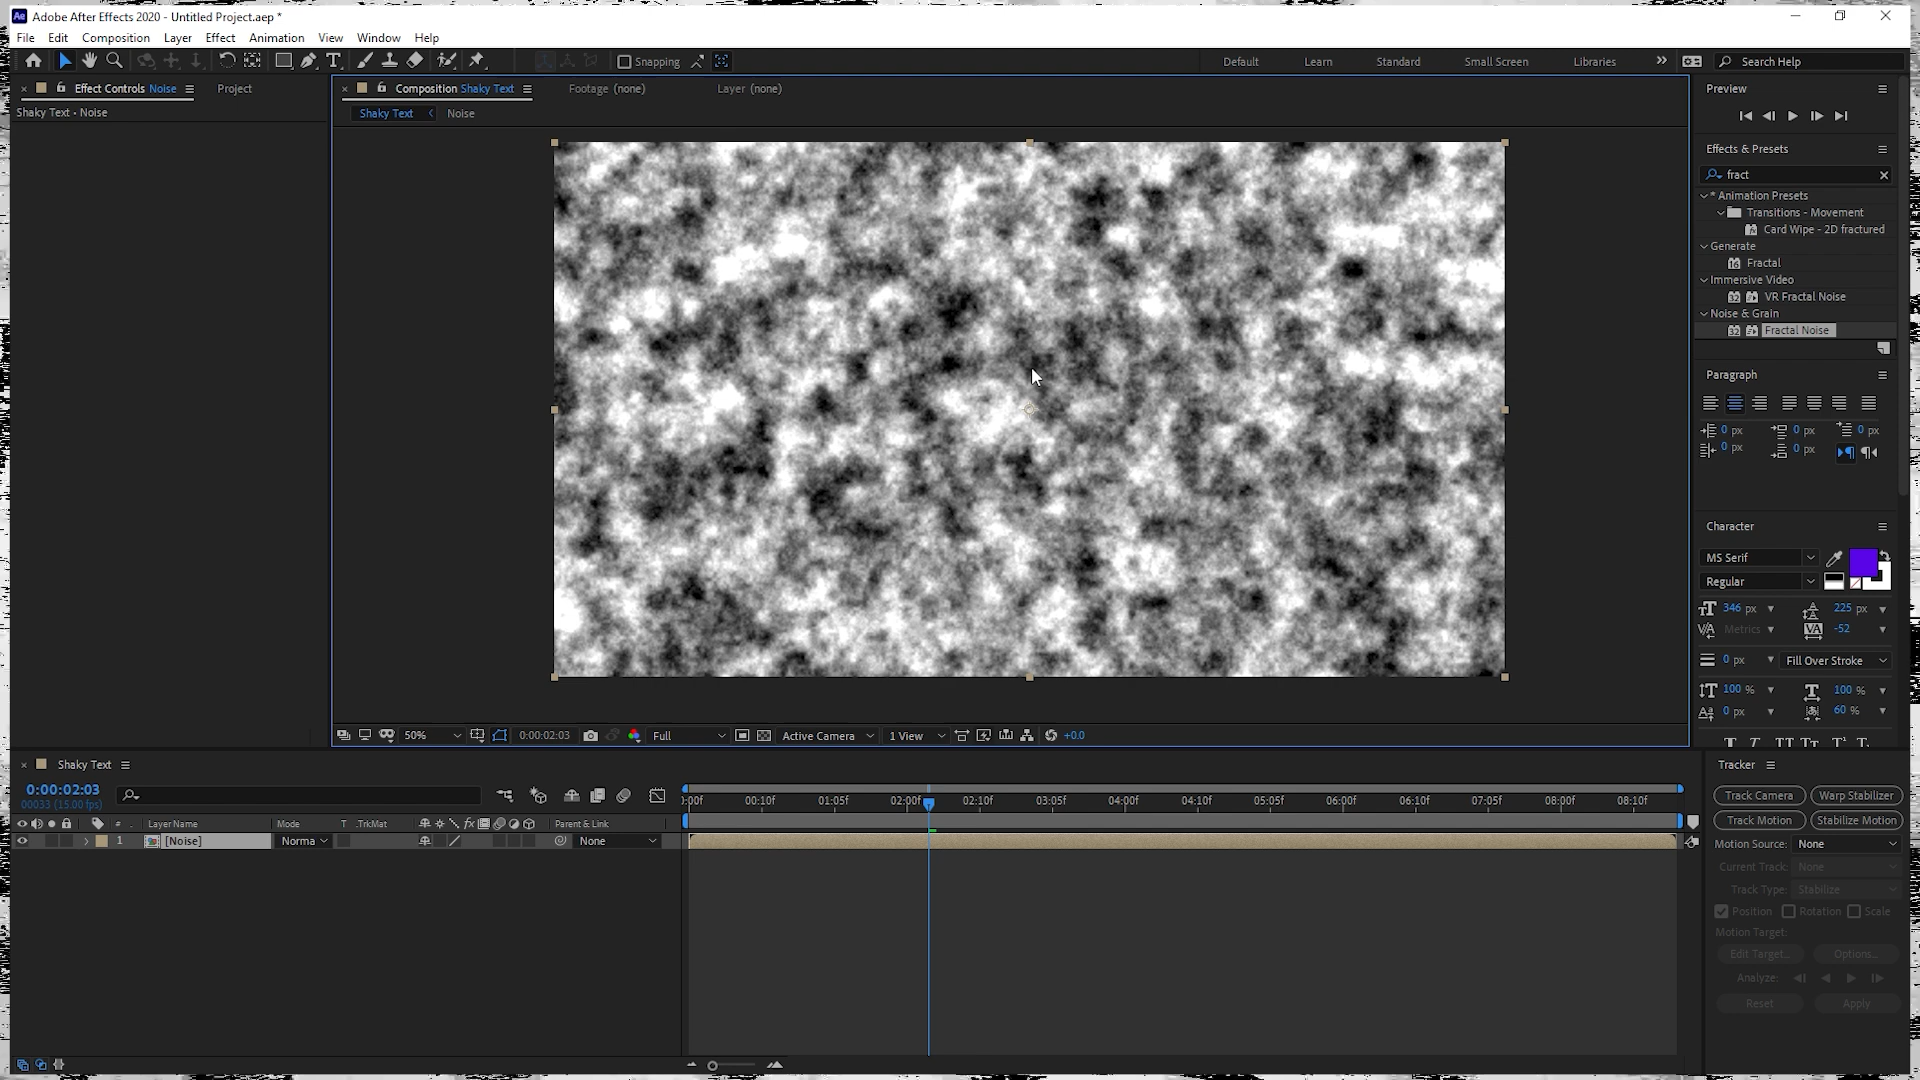 Ae Adobe After Effects 2020 - Untitled Project.aep *
File Edit Composition Layer Effect Animation View Window Help
Snapping Default Learn Standard Small Screen Libraries Search Help
Effect Controls Noise Project
Shaky Text • Noise
Composition Shaky Text Footage (none) Layer (none)
Shaky Text Noise
50% 0:00:02:03 Full Active Camera 1 View +0.0
Preview
Effects & Presets
fract
* Animation Presets
Transitions - Movement
Card Wipe - 2D fractured
Generate
Fractal
Immersive Video
VR Fractal Noise
Noise & Grain
Fractal Noise
Paragraph
0 px 0 px 0 px
0 px 0 px
Character
MS Serif
Regular
346 px 225 px
Metrics -52
0 px Fill Over Stroke
100 % 100 %
0 px 60 %
Shaky Text
0:00:02:03
00033 (15.00 fps)
00:10f 01:05f 02:00f 02:10f 03:05f 04:00f 04:10f 05:05f 06:00f 06:10f 07:05f 08:00f 08:10f
# Layer Name Mode T .TrkMat Parent & Link
1 [Noise] Norma None
Tracker
Track Camera Warp Stabilizer
Track Motion Stabilize Motion
Motion Source: None
Current Track: None
Track Type: Stabilize
Position Rotation Scale
Motion Target:
Edit Target... Options...
Analyze:
Reset Apply